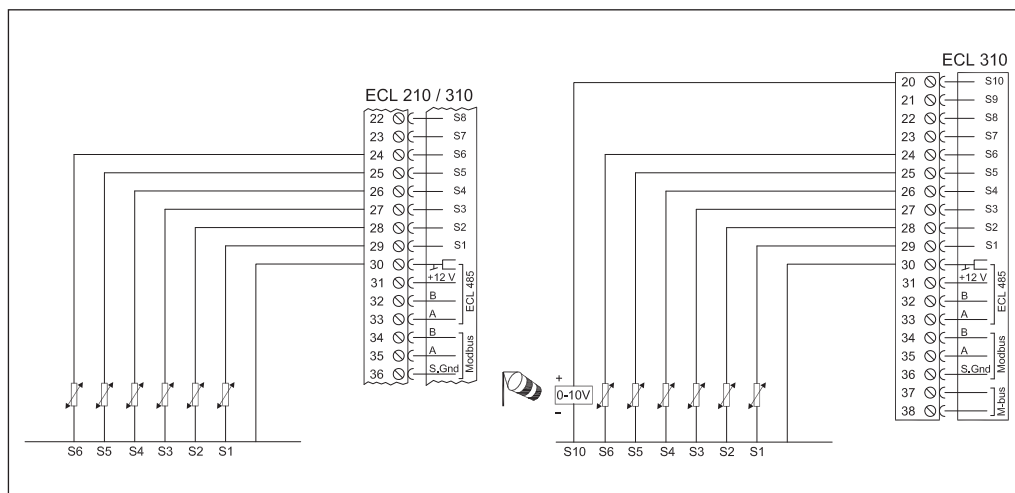 ECL 210 / 310
22 S8
23 S7
24 S6
25 S5
26 S4
27 S3
28 S2
29 S1
30
31 +12 V
32 B
33 A
34 B
35 A
36 S.Gnd
ECL 485
Modbus
S6 S5 S4 S3 S2 S1
ECL 310
20 S10
21 S9
22 S8
23 S7
24 S6
25 S5
26 S4
27 S3
28 S2
29 S1
30
31 +12 V
32 B
33 A
34 B
35 A
36 S.Gnd
37
38
ECL 485
Modbus
M-bus
+
0-10V
–
S10 S6 S5 S4 S3 S2 S1